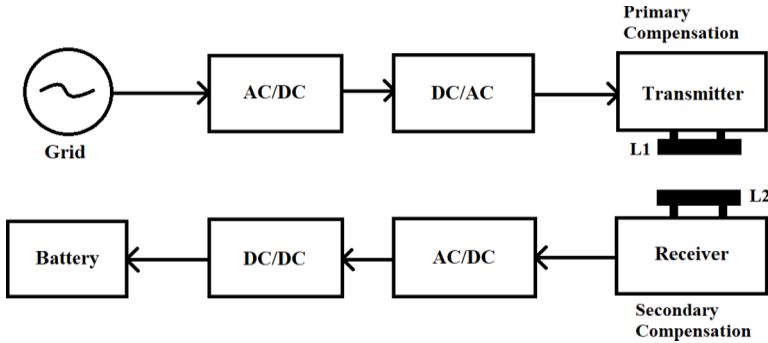 Primary
Compensation
AC/DC
DC/AC
Transmitter
Grid
L1
L2
Battery
DC/DC
AC/DC
Receiver
Secondary
Compensation